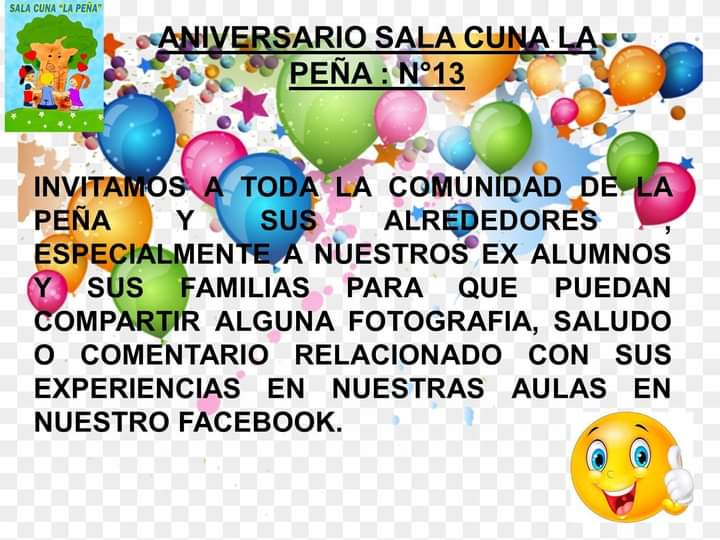 SALA CUNA "LA PEÑA"
ANIVERSARIO SALA CUNA LA
PEÑA : N°13
INVITAMOS A TODA LA COMUNIDAD DE LA
PEÑA Y SUS ALREDEDORES ,
ESPECIALMENTE A NUESTROS EX ALUMNOS
Y SUS FAMILIAS PARA QUE PUEDAN
COMPARTIR ALGUNA FOTOGRAFIA, SALUDO
O COMENTARIO RELACIONADO CON SUS
EXPERIENCIAS EN NUESTRAS AULAS EN
NUESTRO FACEBOOK.